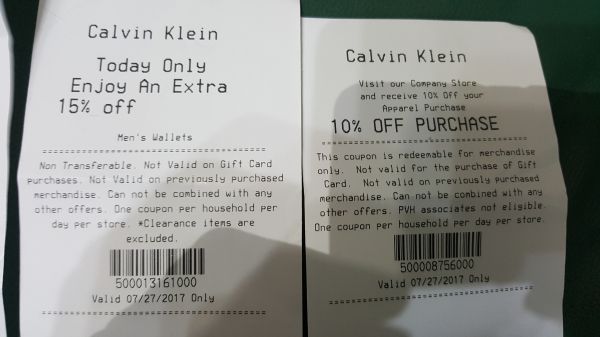 Calvin Klein
Today Only
Enjoy An Extra
15% off
Men's Wallets
Non Transferable. Not Valid on Gift Card
purchases. Not Valid on previously purchased
merchandise. Can not be combined with any
other offers. One coupon per household per
day per store. *Clearance items are
excluded.
500013161000
Valid 07/27/2017 Only
Calvin Klein
Visit our Company Store
and receive 10% Off your
Apparel Purchase
10% OFF PURCHASE
This coupon is redeemable for merchandise
only. Not valid for the purchase of Gift
Card. Not valid on previously purchased
merchandise. Can not be combined with any
other offers. PVH associates not eligible.
One coupon per household per day per store.
500008756000
Valid 07/27/2017 Only